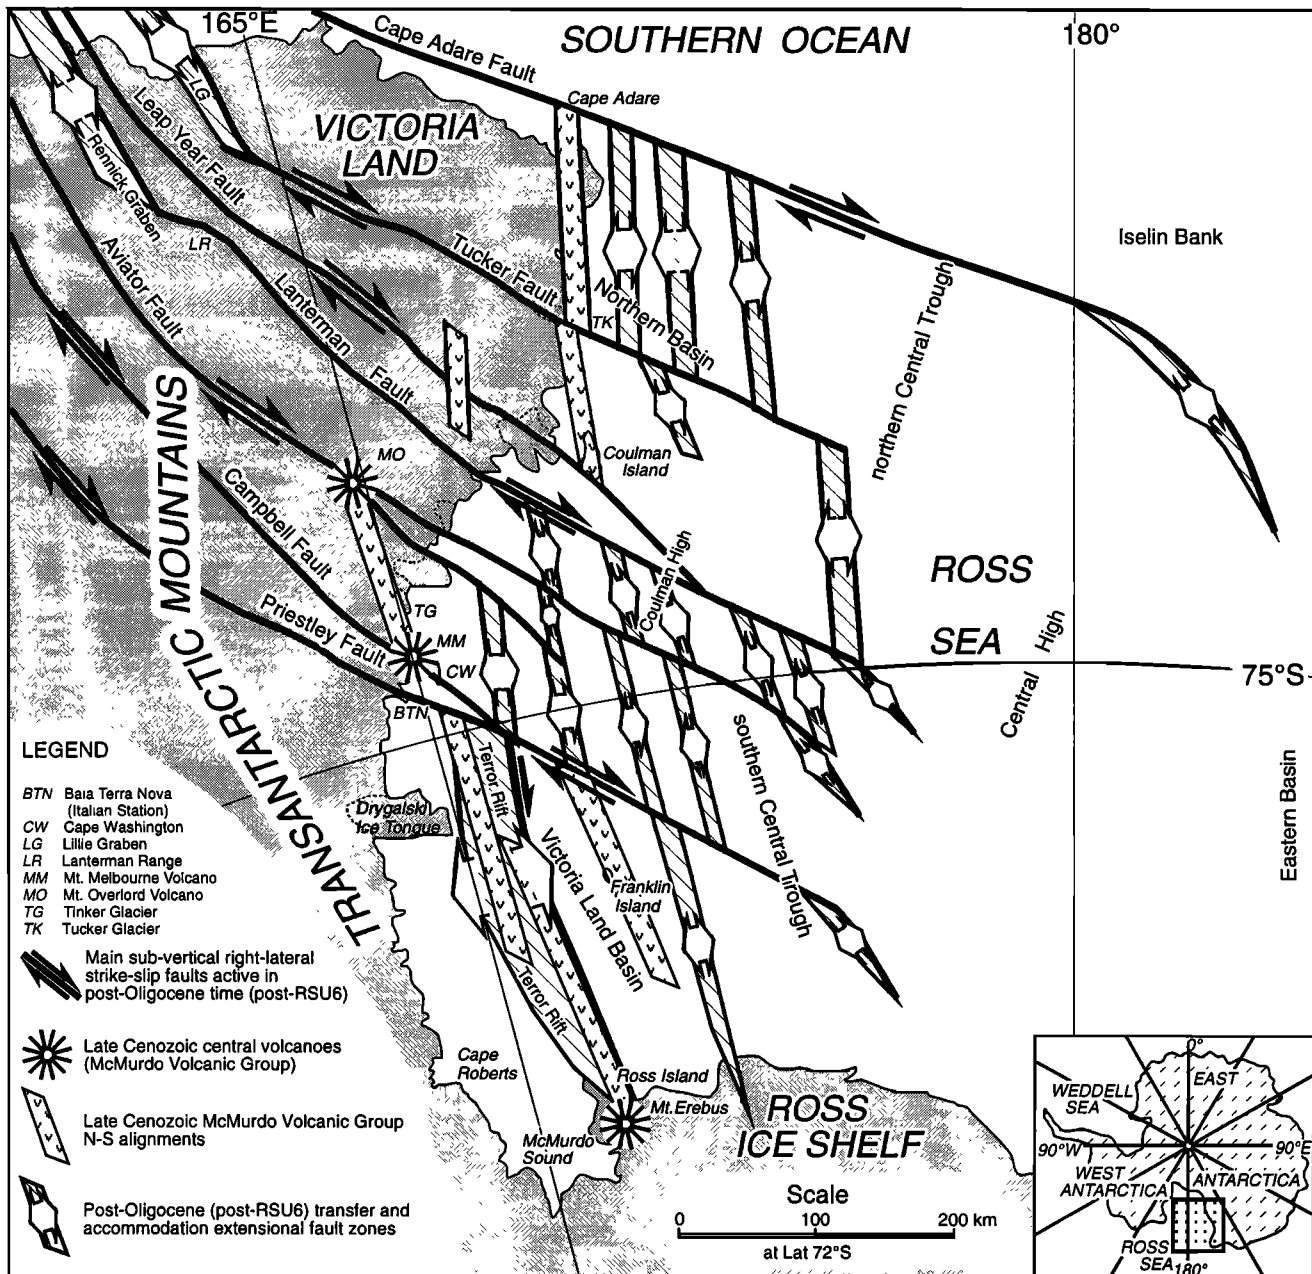 165°E
SOUTHERN OCEAN
180°
Cape Adare Fault
Cape Adare
LG
Leap Year Fault
VICTORIA
LAND
Rennick Graben
LR
Aviator Fault
Lanterman
Fault
Tucker Fault
TK
Northern Basin
northern Central Trough
Iselin Bank
MO
Coulman
Island
Campbell Fault
Coulman High
ROSS
SEA
TRANSANTARCTIC MOUNTAINS
Priestley Fault
TG
MM
CW
BTN
75°S
Central High
southern Central Trough
Eastern Basin
Terror Rift
Drygalski
Ice Tongue
Victoria Land Basin
Franklin
Island
Terror Rift
Cape
Roberts
Ross Island
Mt.Erebus
McMurdo
Sound
ROSS
ICE SHELF
LEGEND
BTN Baia Terra Nova
(Italian Station)
CW Cape Washington
LG Lillie Graben
LR Lanterman Range
MM Mt. Melbourne Volcano
MO Mt. Overlord Volcano
TG Tinker Glacier
TK Tucker Glacier
Main sub-vertical right-lateral
strike-slip faults active in
post-Oligocene time (post-RSU6)
Late Cenozoic central volcanoes
(McMurdo Volcanic Group)
Late Cenozoic McMurdo Volcanic Group
N-S alignments
Post-Oligocene (post-RSU6) transfer and
accommodation extensional fault zones
Scale
0 100 200 km
at Lat 72°S
0°
WEDDELL
SEA
EAST
90°W
90°E
WEST
ANTARCTICA
ANTARCTICA
ROSS
SEA
180°